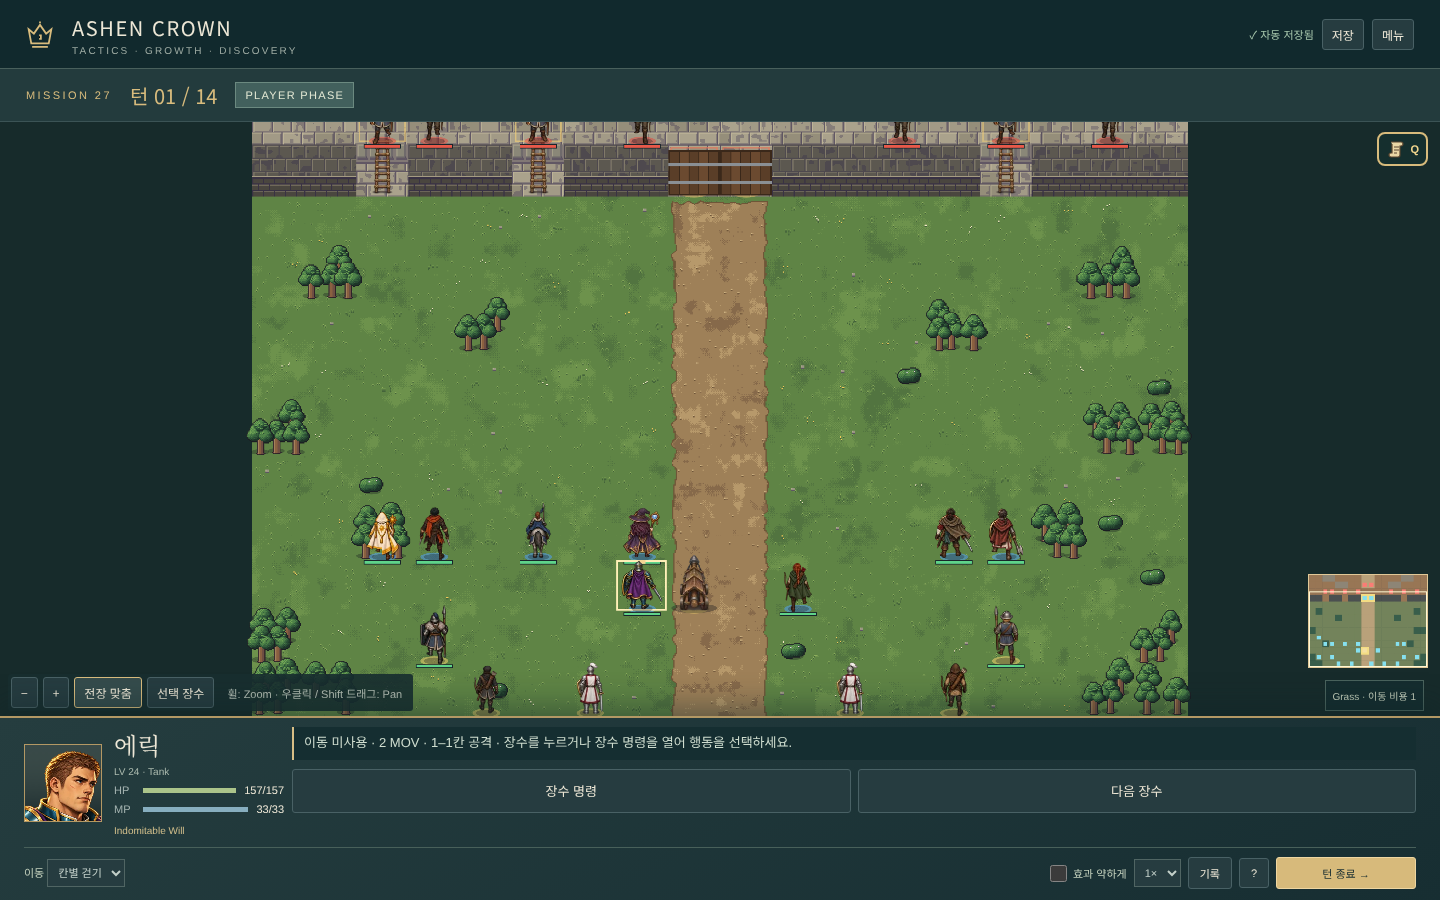 ASHEN CROWN
TACTICS · GROWTH · DISCOVERY
✓ 자동 저장됨
저장
메뉴
MISSION 27
턴 01 / 14
PLAYER PHASE
Q
−
+
전장 맞춤
선택 장수
휠: Zoom · 우클릭 / Shift 드래그: Pan
Grass · 이동 비용 1
에릭
LV 24 · Tank
HP 157/157
MP 33/33
Indomitable Will
이동 미사용 · 2 MOV · 1–1칸 공격 · 장수를 누르거나 장수 명령을 열어 행동을 선택하세요.
장수 명령
다음 장수
이동
칸별 걷기
효과 약하게
1×
기록
?
턴 종료 →